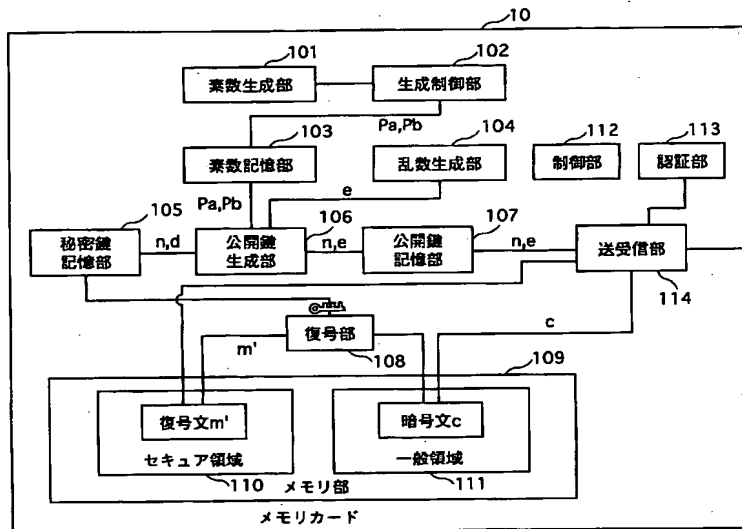 10
101
102
素数生成部
生成制御部
Pa,Pb
103
104
112
113
素数記憶部
乱数生成部
制御部
認証部
Pa,Pb
e
105
106
107
秘密鍵
記憶部
n,d
公開鍵
生成部
n,e
公開鍵
記憶部
n,e
送受信部
114
復号部
108
m'
c
109
復号文m'
暗号文c
セキュア領域
一般領域
110
メモリ部
111
メモリカード